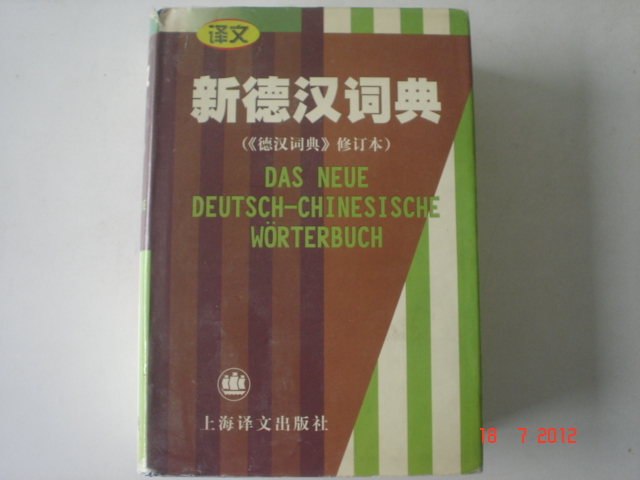 译文
新德汉词典
(《德汉词典》修订本)
DAS NEUE
DEUTSCH-CHINESISCHE
WÖRTERBUCH
上海译文出版社
18 7 2012